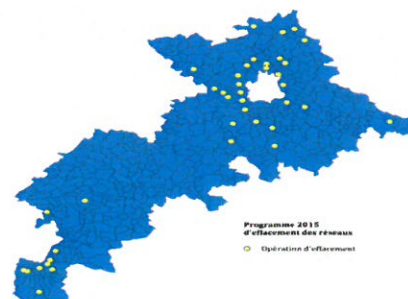 Programme 2015
d'effacement des réseaux
Opération d'effacement